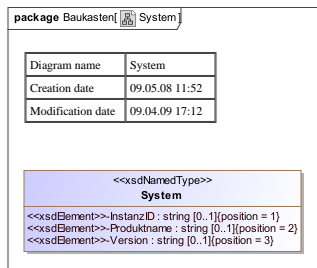 package Baukasten[ System ]
Diagram name System
Creation date 09.05.08 11:52
Modification date 09.04.09 17:12
<<xsdNamedType>>
System
<<xsdElement>>-InstanzID : string [0..1]{position = 1}
<<xsdElement>>-Produktname : string [0..1]{position = 2}
<<xsdElement>>-Version : string [0..1]{position = 3}